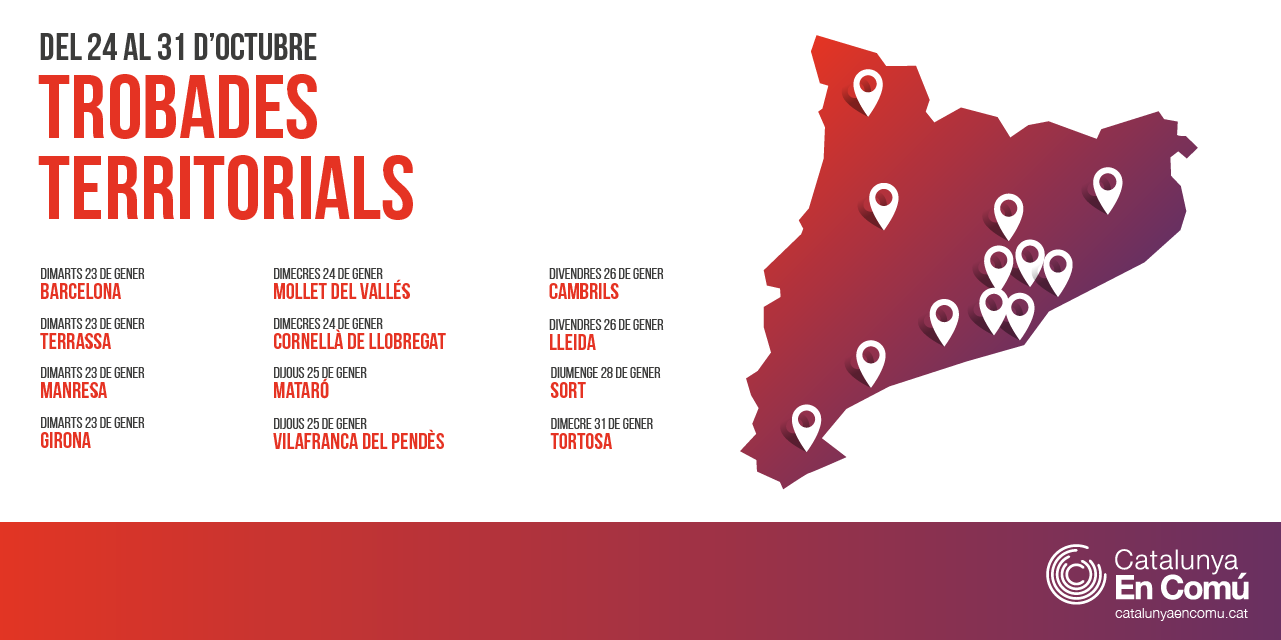 DEL 24 AL 31 D'OCTUBRE
TROBADES
TERRITORIALS
DIMARTS 23 DE GENER
BARCELONA
DIMARTS 23 DE GENER
TERRASSA
DIMARTS 23 DE GENER
MANRESA
DIMARTS 23 DE GENER
GIRONA
DIMECRES 24 DE GENER
MOLLET DEL VALLÉS
DIMECRES 24 DE GENER
CORNELLÀ DE LLOBREGAT
DIJOUS 25 DE GENER
MATARÓ
DIJOUS 25 DE GENER
VILAFRANCA DEL PENDÈS
DIVENDRES 26 DE GENER
CAMBRILS
DIVENDRES 26 DE GENER
LLEIDA
DIUMENGE 28 DE GENER
SORT
DIMECRE 31 DE GENER
TORTOSA
Catalunya
En Comú
catalunyaencomu.cat